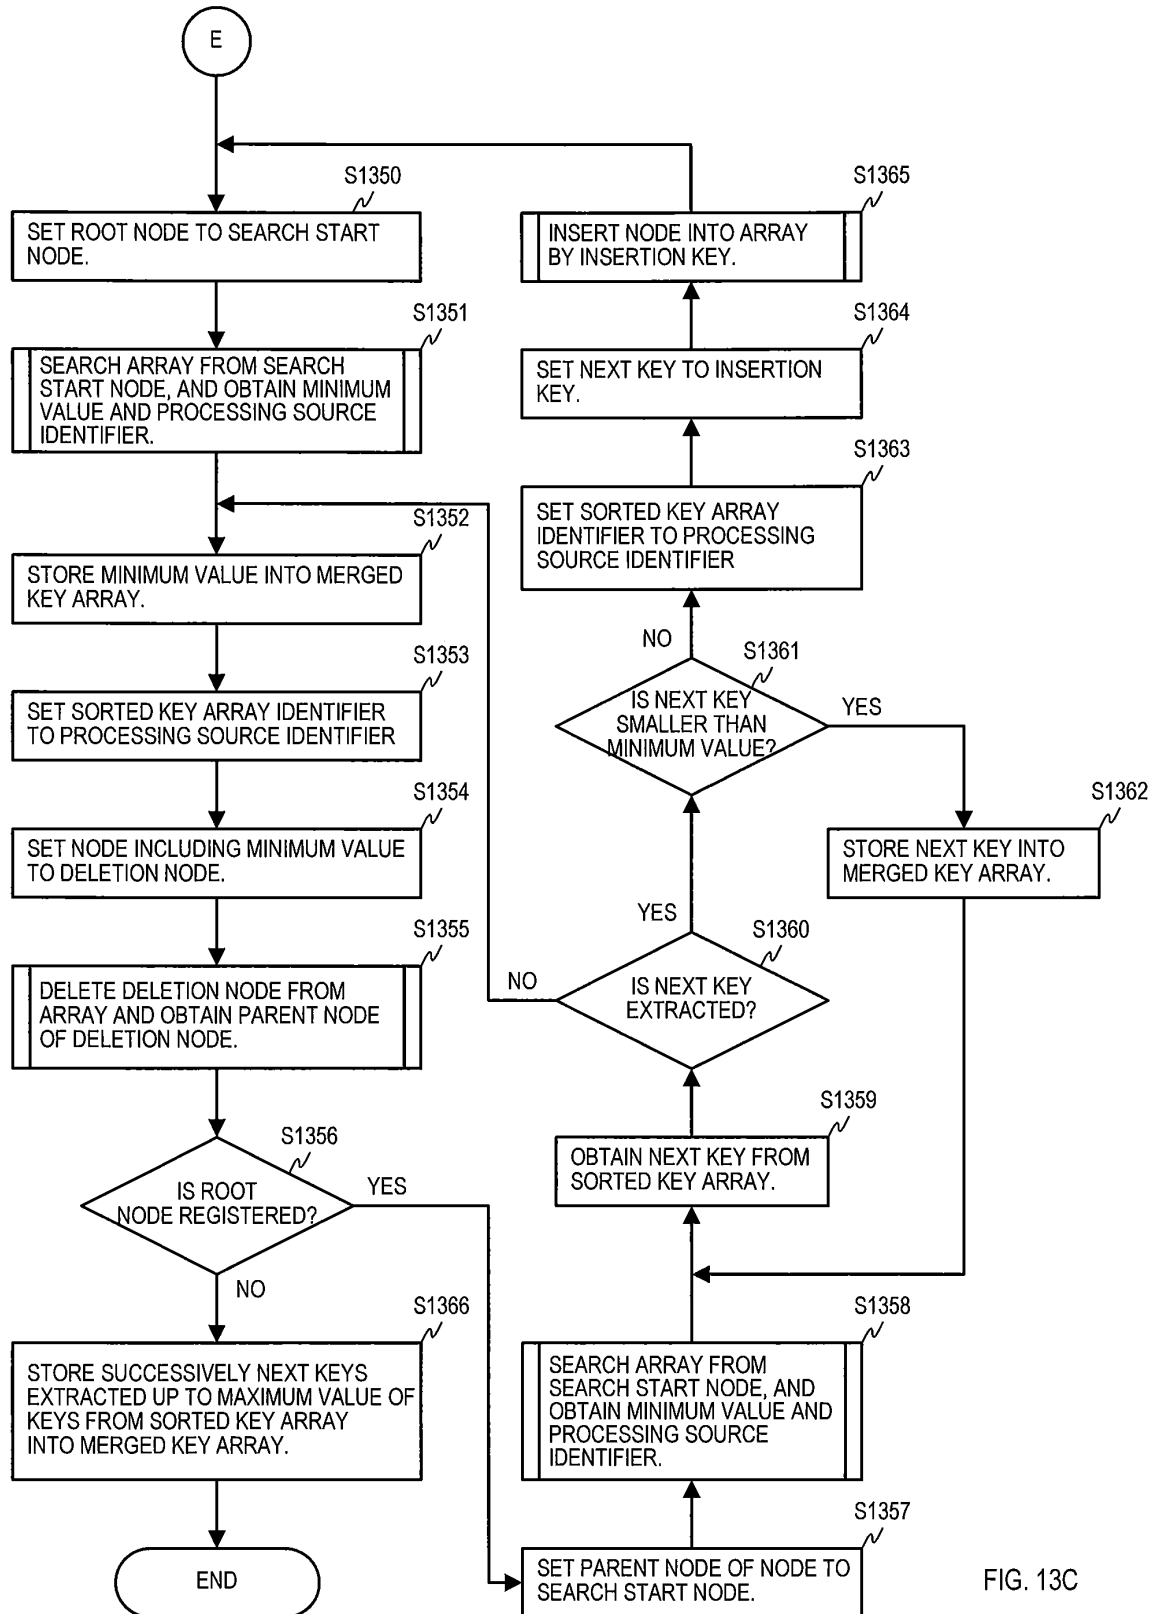 E
S1350
SET ROOT NODE TO SEARCH START
NODE.
S1351
SEARCH ARRAY FROM SEARCH
START NODE, AND OBTAIN MINIMUM
VALUE AND PROCESSING SOURCE
IDENTIFIER.
S1352
STORE MINIMUM VALUE INTO MERGED
KEY ARRAY.
S1353
SET SORTED KEY ARRAY IDENTIFIER
TO PROCESSING SOURCE IDENTIFIER
S1354
SET NODE INCLUDING MINIMUM VALUE
TO DELETION NODE.
S1355
DELETE DELETION NODE FROM
ARRAY AND OBTAIN PARENT NODE
OF DELETION NODE.
S1356
IS ROOT
NODE REGISTERED?
YES
NO
S1366
STORE SUCCESSIVELY NEXT KEYS
EXTRACTED UP TO MAXIMUM VALUE OF
KEYS FROM SORTED KEY ARRAY
INTO MERGED KEY ARRAY.
END
S1365
INSERT NODE INTO ARRAY
BY INSERTION KEY.
S1364
SET NEXT KEY TO INSERTION
KEY.
S1363
SET SORTED KEY ARRAY
IDENTIFIER TO PROCESSING
SOURCE IDENTIFIER
NO
S1361
IS NEXT KEY
SMALLER THAN
MINIMUM VALUE?
YES
S1362
STORE NEXT KEY INTO
MERGED KEY ARRAY.
YES
S1360
NO
IS NEXT KEY
EXTRACTED?
S1359
OBTAIN NEXT KEY FROM
SORTED KEY ARRAY.
S1358
SEARCH ARRAY FROM
SEARCH START NODE, AND
OBTAIN MINIMUM VALUE AND
PROCESSING SOURCE
IDENTIFIER.
S1357
SET PARENT NODE OF NODE TO
SEARCH START NODE.
FIG. 13C